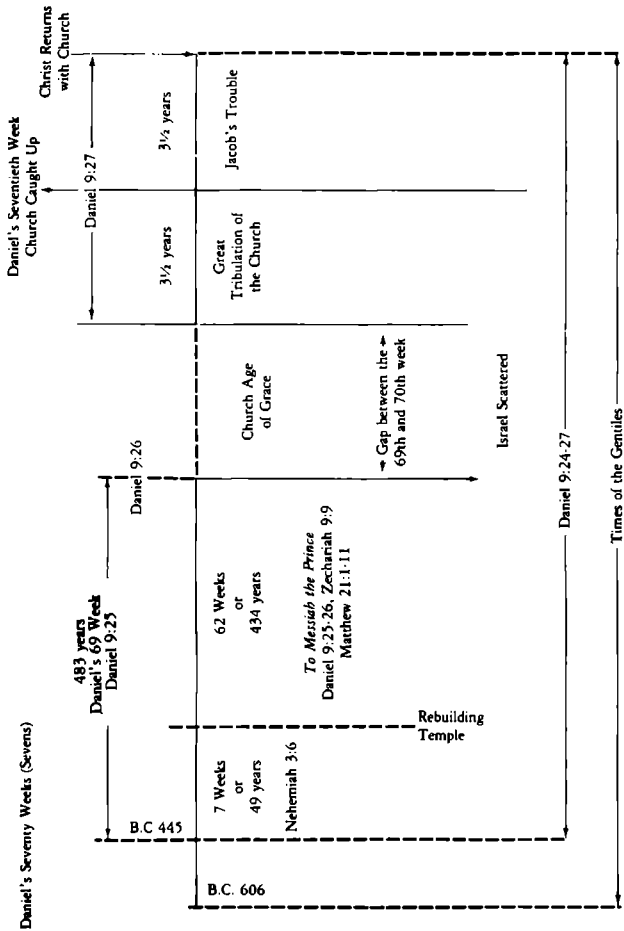 Daniel's Seventy Weeks (Sevens)
Daniel's Seventieth Week
Church Caught Up
Christ Returns
with Church
483 years
Daniel's 69 Week
Daniel 9:25
Daniel 9:27
B.C 445
Daniel 9:26
3½ years
3½ years
B.C. 606
7 Weeks
or
49 years
Nehemiah 3:6
62 Weeks
or
434 years
Church Age
of Grace
Great
Tribulation of
the Church
Jacob's Trouble
To Messiah the Prince
Daniel 9:25-26, Zechariah 9:9
Matthew 21:1-11
Gap between the
69th and 70th week
Rebuilding
Temple
Israel Scattered
Daniel 9:24-27
Times of the Gentiles